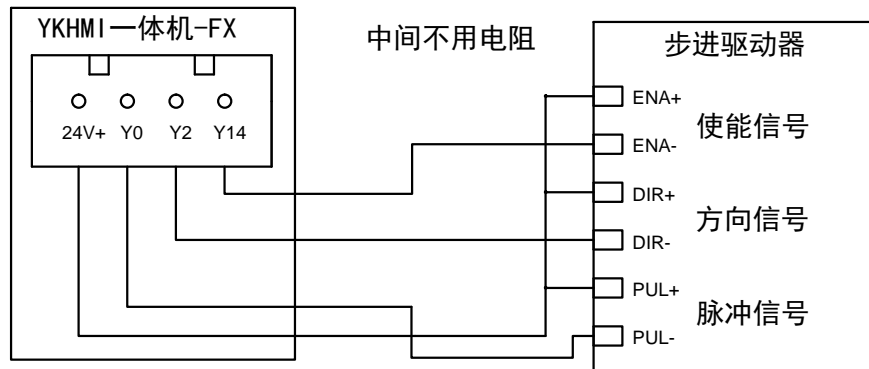 YKHMI一体机-FX
中间不用电阻
步进驱动器
24V+ Y0 Y2 Y14
ENA+
使能信号
ENA-
DIR+
方向信号
DIR-
PUL+
脉冲信号
PUL-